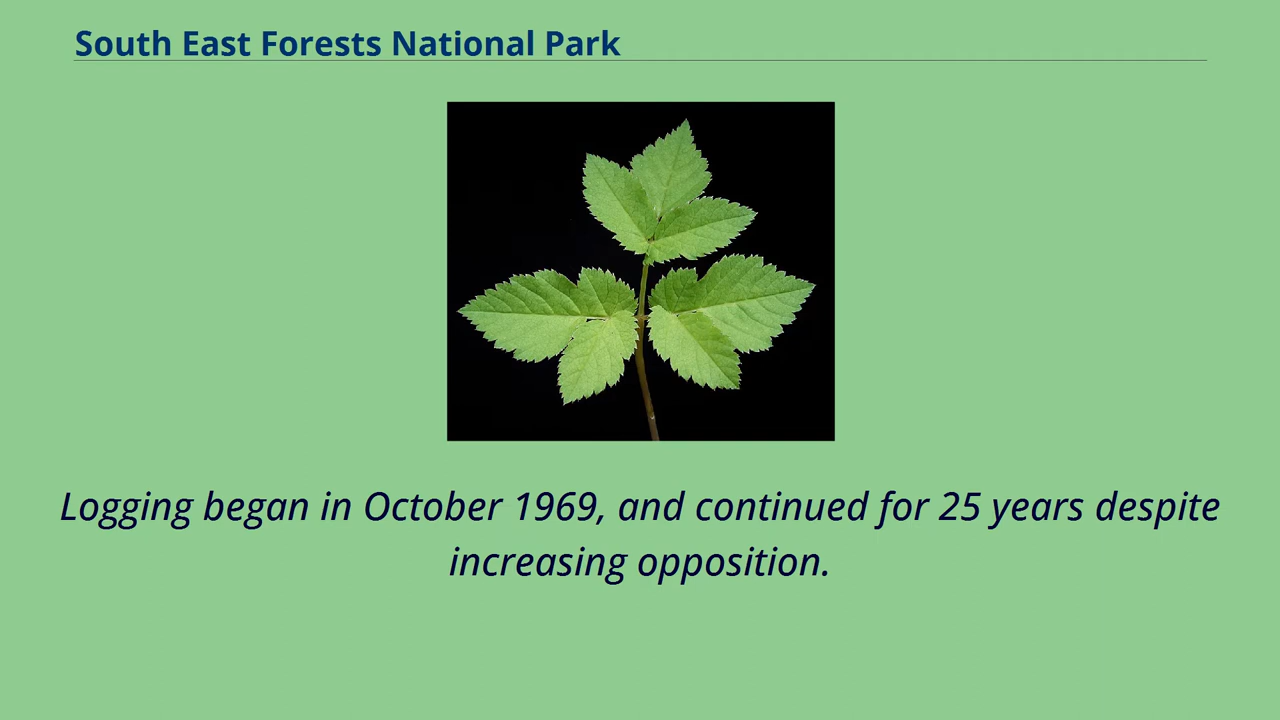 South East Forests National Park
Logging began in October 1969, and continued for 25 years despite
increasing opposition.